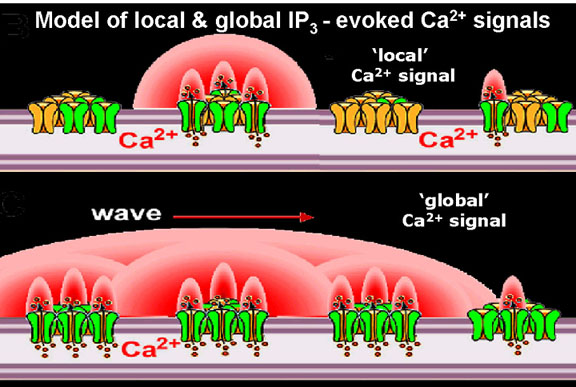 Model of local & global IP₃ - evoked Ca²⁺ signals
B
'local'
Ca²⁺ signal
Ca²⁺
Ca²⁺
C
wave
'global'
Ca²⁺ signal
Ca²⁺